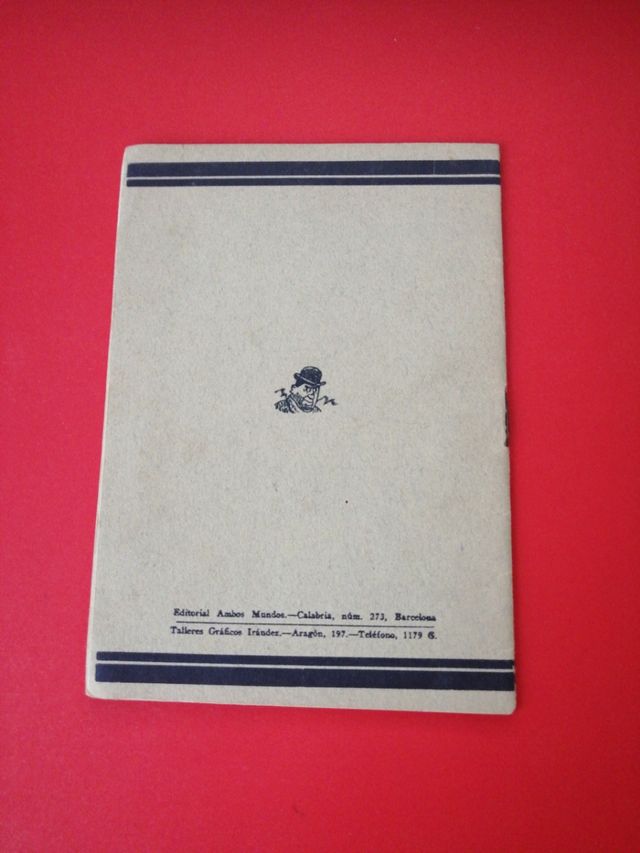 Editorial Ambos Mundos.—Calabria, núm. 273, Barcelona
Talleres Gráficos Irández.—Aragón, 197.—Teléfono, 1179 G.